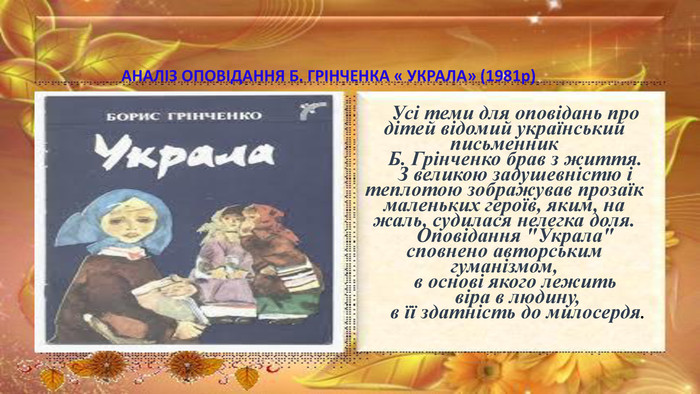 АНАЛІЗ ОПОВІДАННЯ Б. ГРІНЧЕНКА « УКРАЛА» (1981р)
БОРИС ГРІНЧЕНКО
Украла
Усі теми для оповідань про
дітей відомий український
письменник
Б. Грінченко брав з життя.
З великою задушевністю і
теплотою зображував прозаїк
маленьких героїв, яким, на
жаль, судилася нелегка доля.
Оповідання "Украла"
сповнено авторським
гуманізмом,
в основі якого лежить
віра в людину,
в її здатність до милосердя.